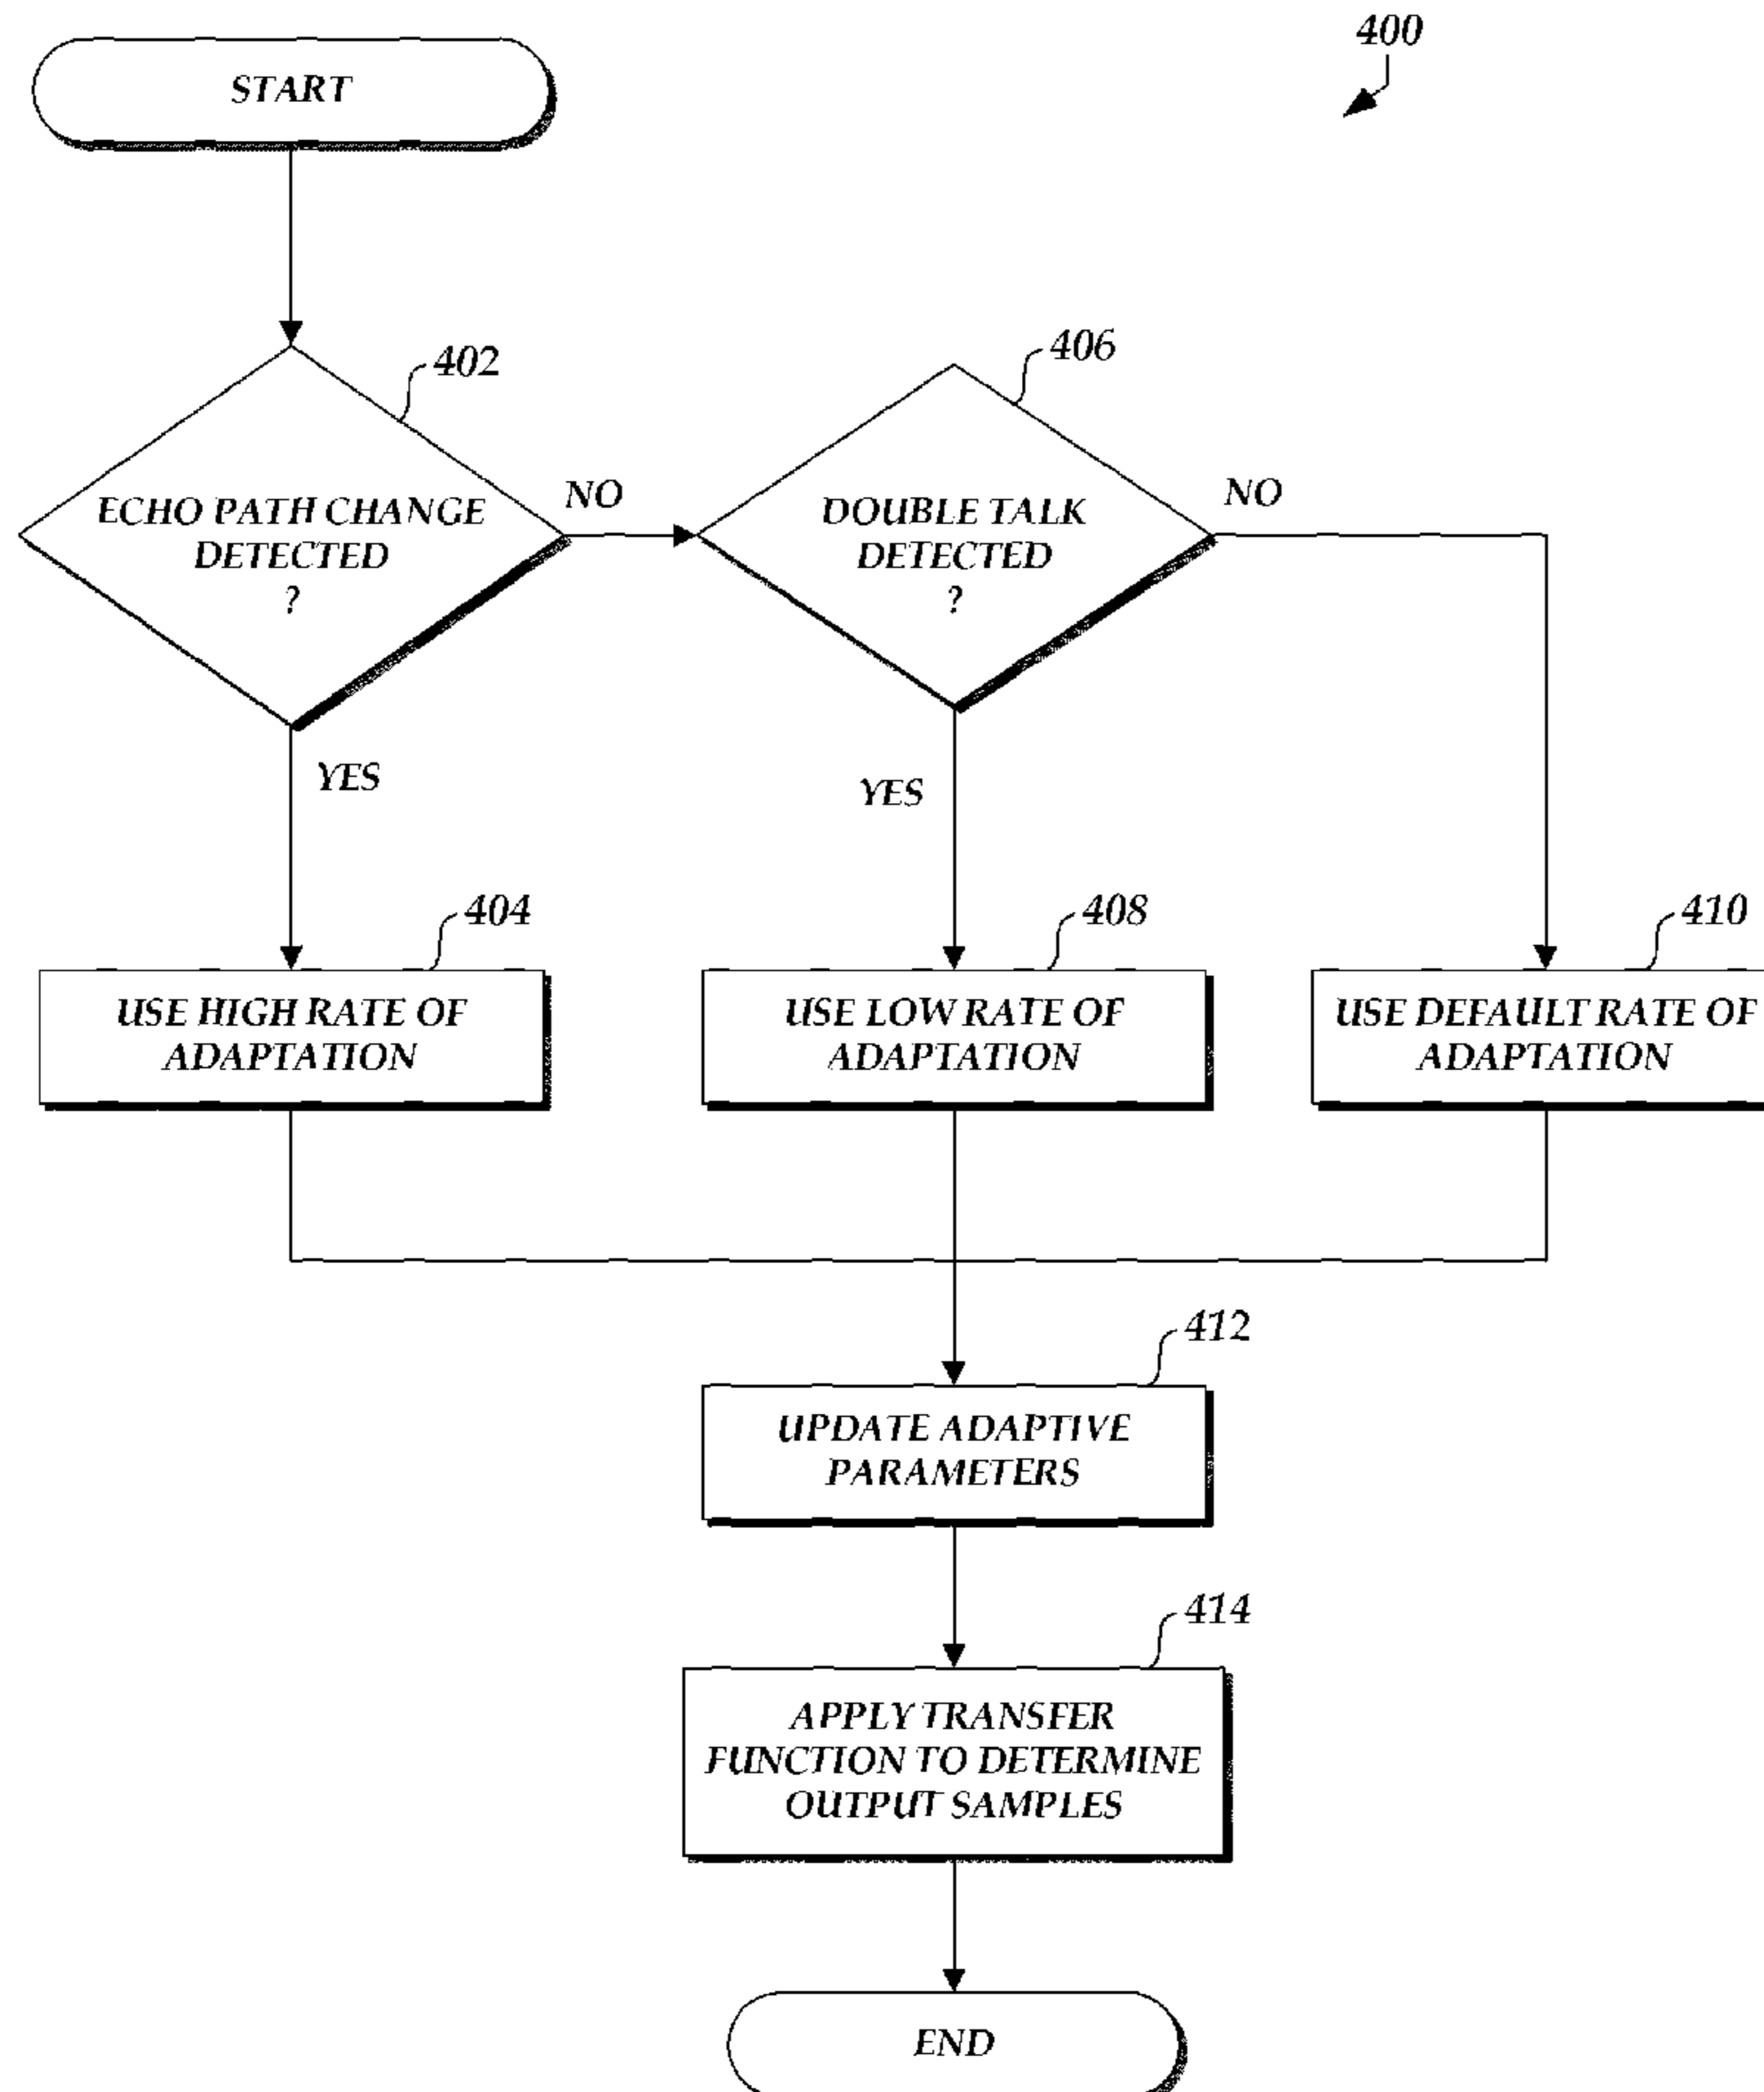 400
START
402
ECHO PATH CHANGE
DETECTED
?
NO
YES
406
DOUBLE TALK
DETECTED
?
NO
YES
404
USE HIGH RATE OF
ADAPTATION
408
USE LOW RATE OF
ADAPTATION
410
USE DEFAULT RATE OF
ADAPTATION
412
UPDATE ADAPTIVE
PARAMETERS
414
APPLY TRANSFER
FUNCTION TO DETERMINE
OUTPUT SAMPLES
END